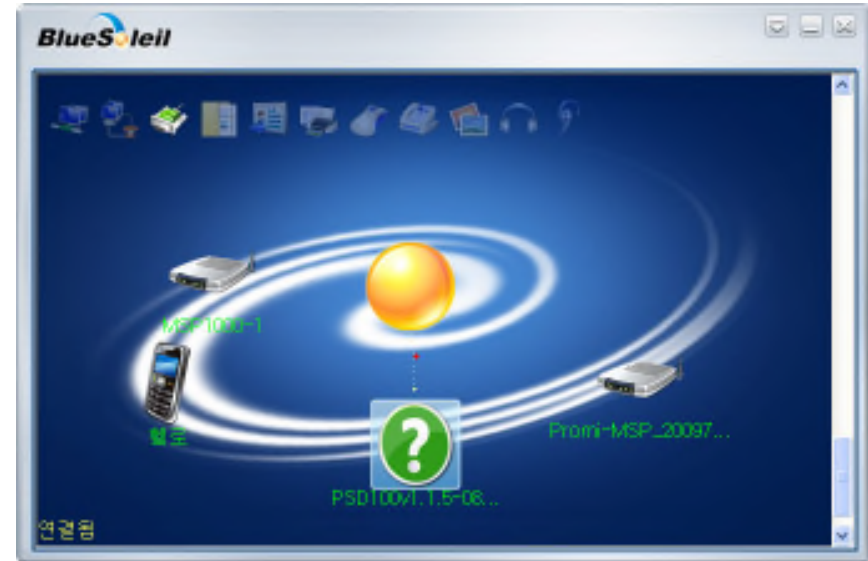 BlueSoleil
MSP1000-1
헬로
Promi-MSP_20097...
PSD100v1.1.5-08...
연결됨